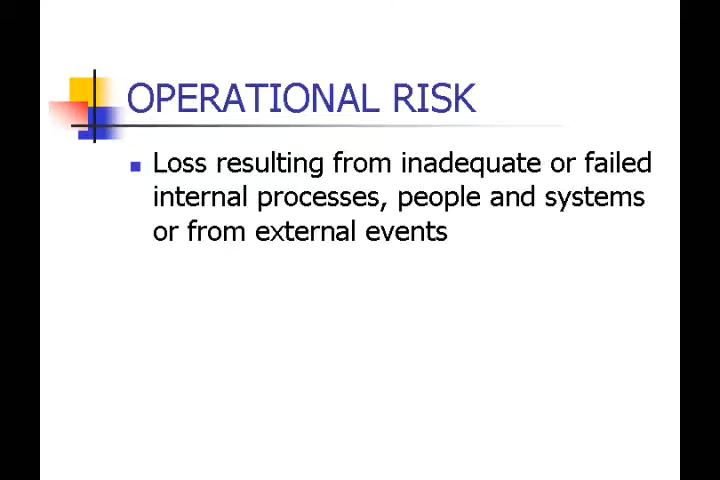 OPERATIONAL RISK
Loss resulting from inadequate or failed
internal processes, people and systems
or from external events